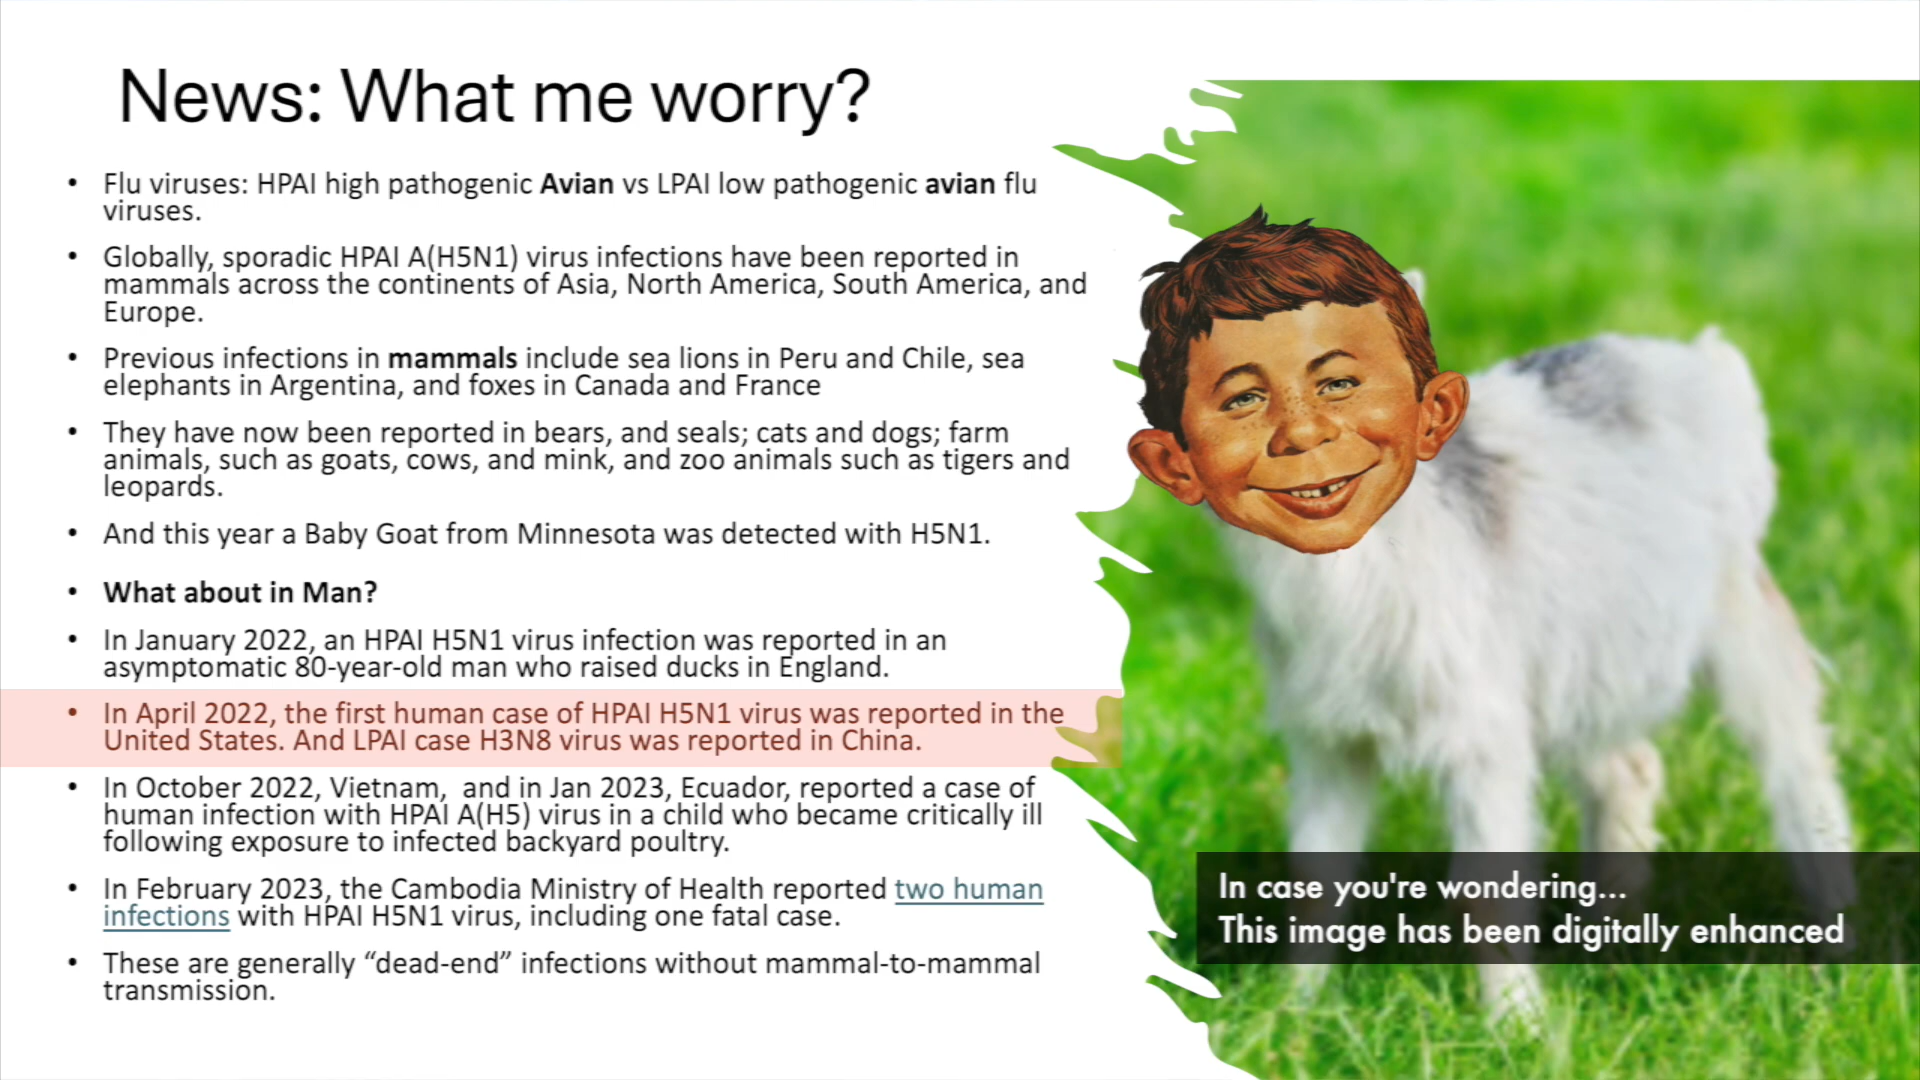 News: What me worry?
• Flu viruses: HPAI high pathogenic Avian vs LPAI low pathogenic avian flu
viruses.
• Globally, sporadic HPAI A(H5N1) virus infections have been reported in
mammals across the continents of Asia, North America, South America, and
Europe.
• Previous infections in mammals include sea lions in Peru and Chile, sea
elephants in Argentina, and foxes in Canada and France
• They have now been reported in bears, and seals; cats and dogs; farm
animals, such as goats, cows, and mink, and zoo animals such as tigers and
leopards.
• And this year a Baby Goat from Minnesota was detected with H5N1.
• What about in Man?
• In January 2022, an HPAI H5N1 virus infection was reported in an
asymptomatic 80-year-old man who raised ducks in England.
• In April 2022, the first human case of HPAI H5N1 virus was reported in the
United States. And LPAI case H3N8 virus was reported in China.
• In October 2022, Vietnam,  and in Jan 2023, Ecuador, reported a case of
human infection with HPAI A(H5) virus in a child who became critically ill
following exposure to infected backyard poultry.
• In February 2023, the Cambodia Ministry of Health reported two human
infections with HPAI H5N1 virus, including one fatal case.
• These are generally “dead-end” infections without mammal-to-mammal
transmission.
In case you're wondering...
This image has been digitally enhanced